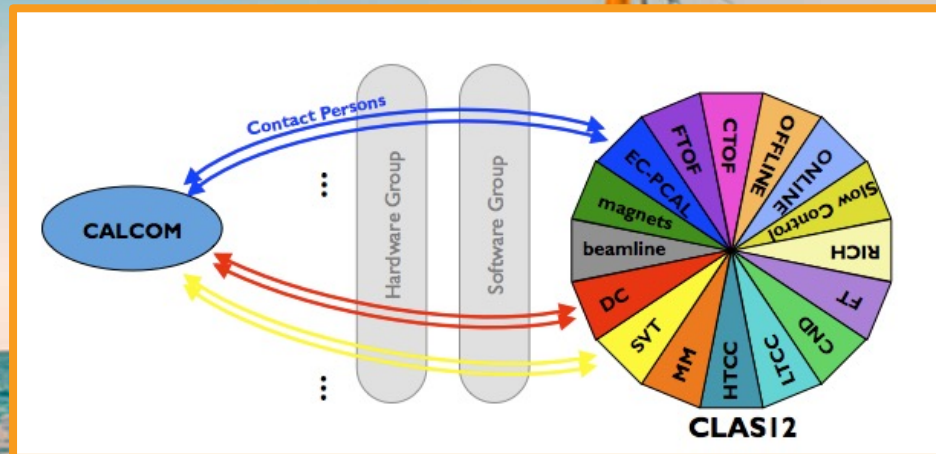 Contact Persons
CALCOM
...
...
Hardware Group
Software Group
EC-PCAL
FTOF
CTOF
OFFLINE
ONLINE
Slow Control
RICH
FT
CND
LTCC
HTCC
MM
SVT
DC
beamline
magnets
CLAS12